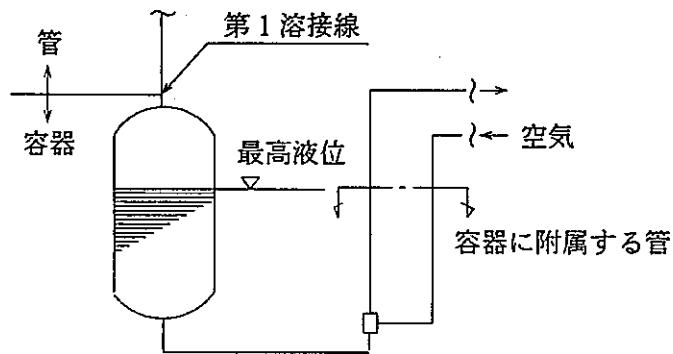 第1溶接線
管
容器
空気
最高液位
容器に附属する管